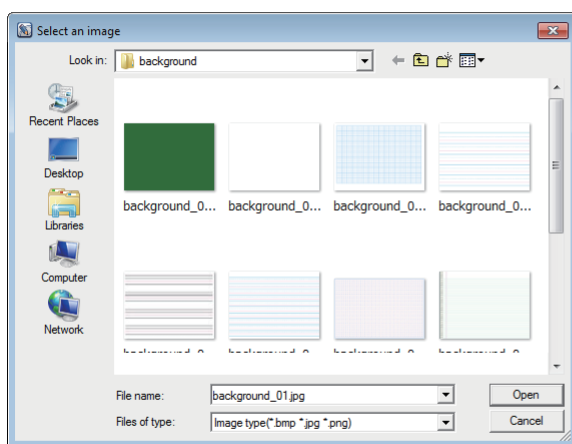 Select an image
Look in:
background
Recent Places
Desktop
Libraries
Computer
Network
background_0...
background_0...
background_0...
background_0...
File name:
background_01.jpg
Open
Files of type:
Image type(*.bmp *.jpg *.png)
Cancel